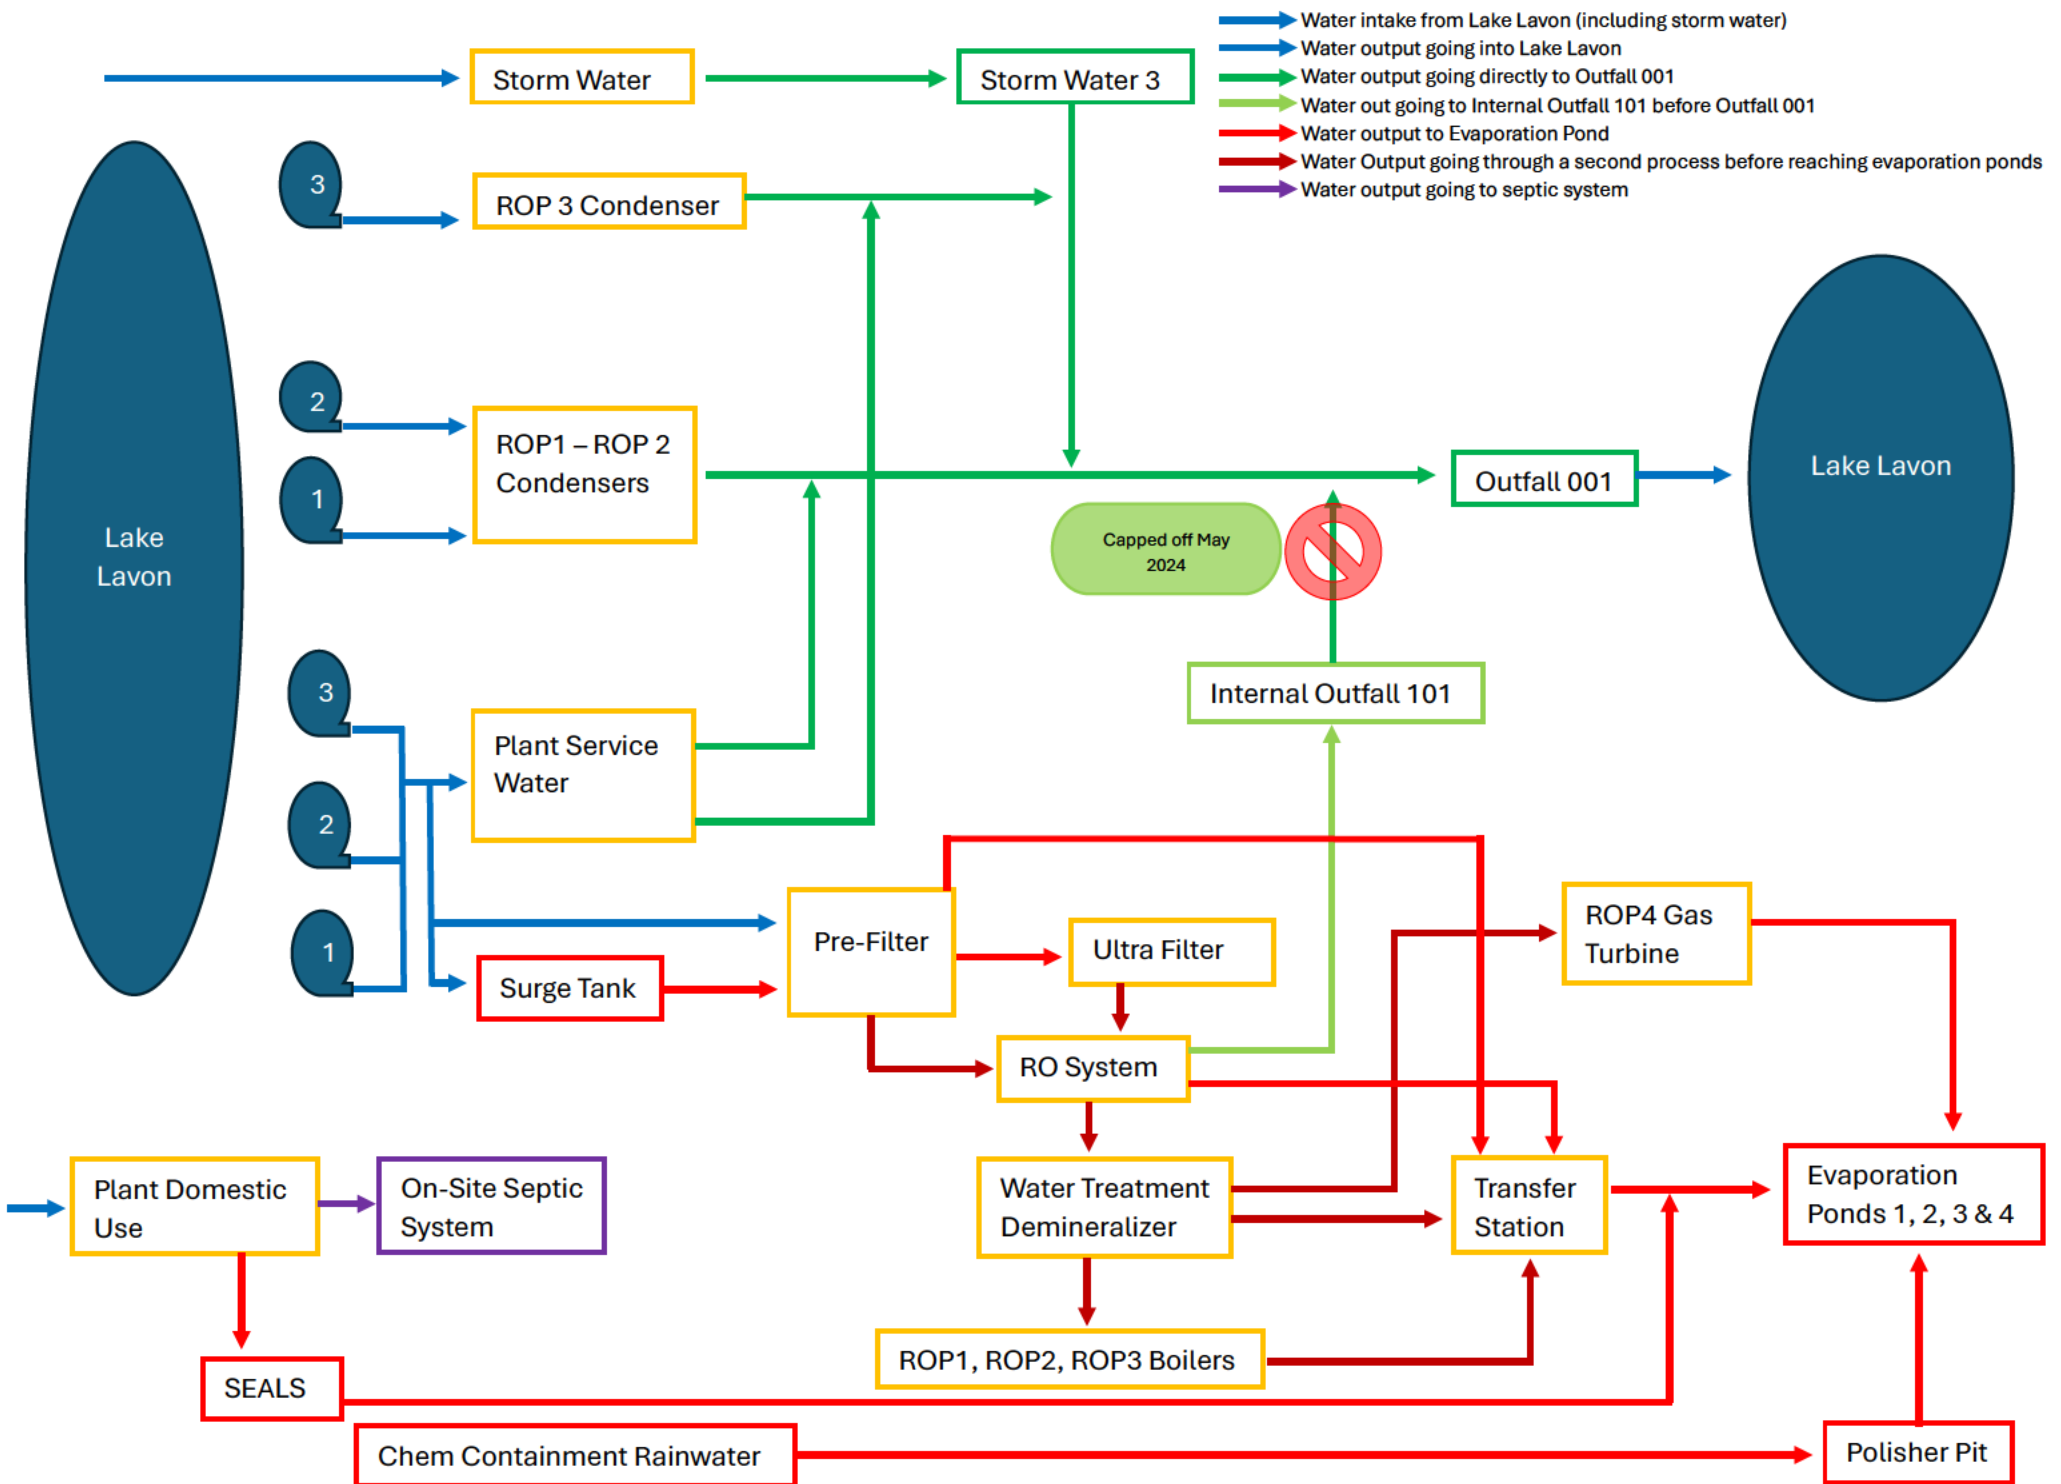 Water intake from Lake Lavon (including storm water)
Water output going into Lake Lavon
Water output going directly to Outfall 001
Water out going to Internal Outfall 101 before Outfall 001
Water output to Evaporation Pond
Water Output going through a second process before reaching evaporation ponds
Water output going to septic system
Storm Water
Storm Water 3
3
ROP 3 Condenser
2
1
ROP1 – ROP 2
Condensers
Outfall 001
Lake Lavon
Lake
Lavon
Capped off May
2024
3
2
1
Plant Service
Water
Internal Outfall 101
Pre-Filter
Ultra Filter
ROP4 Gas
Turbine
Surge Tank
RO System
Plant Domestic
Use
On-Site Septic
System
Water Treatment
Demineralizer
Transfer
Station
Evaporation
Ponds 1, 2, 3 & 4
ROP1, ROP2, ROP3 Boilers
SEALS
Chem Containment Rainwater
Polisher Pit